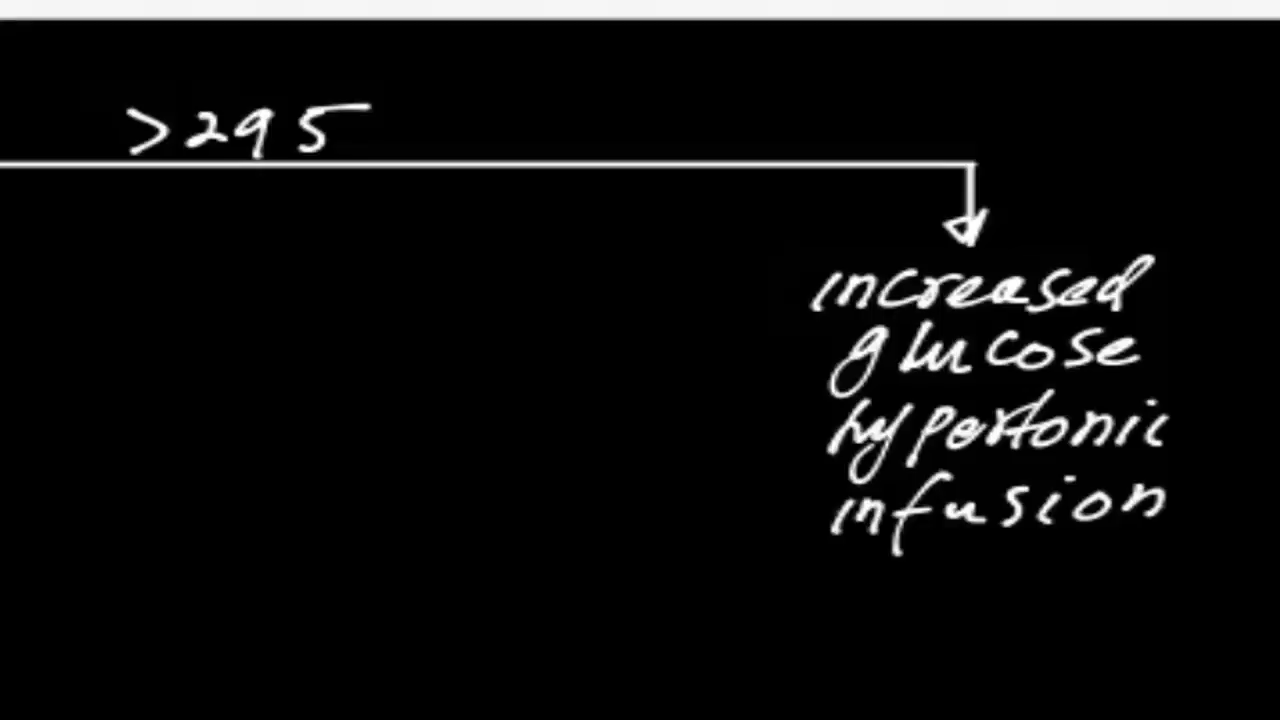 >295
increased
glucose
hypertonic
infusion